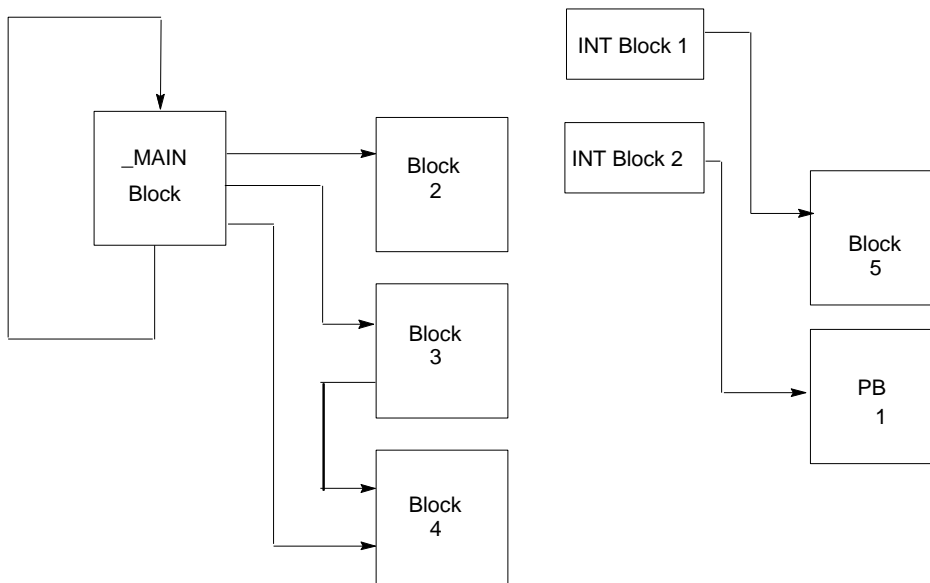 _MAIN
Block
Block
2
Block
3
Block
4
INT Block 1
INT Block 2
Block
5
PB
1